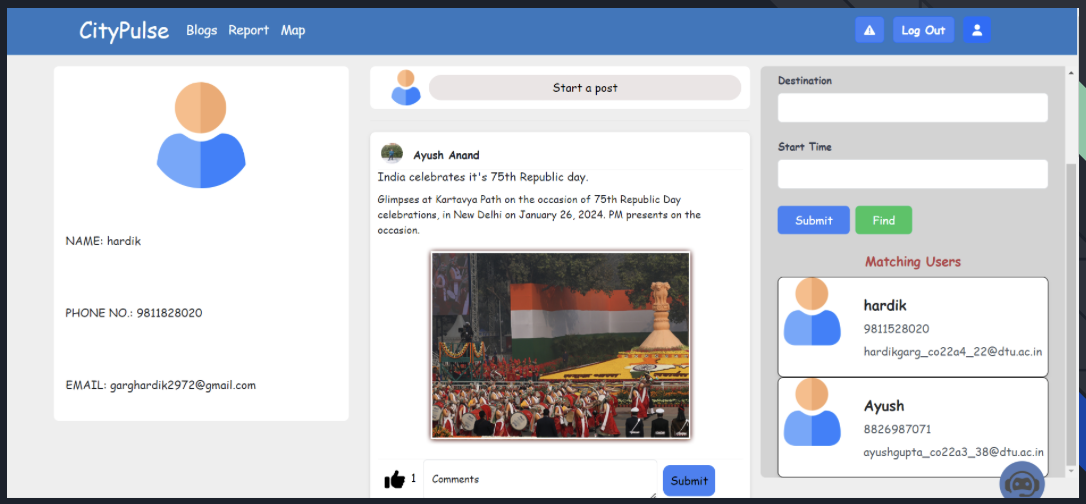 CityPulse Blogs Report Map Log Out
NAME: hardik
PHONE NO.: 9811828020
EMAIL: garghardik2972@gmail.com
Start a post
Ayush Anand
India celebrates it's 75th Republic day.
Glimpses at Kartavya Path on the occasion of 75th Republic Day
celebrations, in New Delhi on January 26, 2024. PM presents on the
occasion.
1 Comments Submit
Destination
Start Time
Submit Find
Matching Users
hardik
9811528020
hardikgarg_co22a4_22@dtu.ac.in
Ayush
8826987071
ayushgupta_co22a3_38@dtu.ac.in